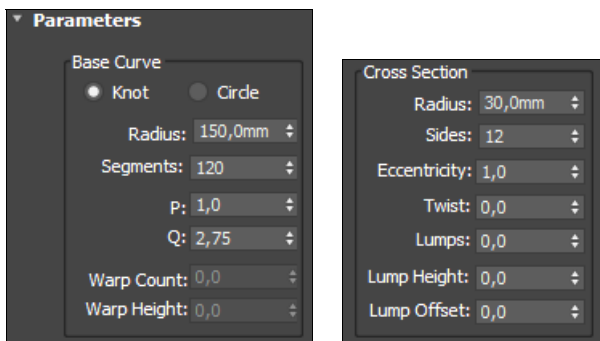 Parameters
Base Curve
Knot Circle
Radius: 150,0mm
Segments: 120
P: 1,0
Q: 2,75
Warp Count: 0,0
Warp Height: 0,0
Cross Section
Radius: 30,0mm
Sides: 12
Eccentricity: 1,0
Twist: 0,0
Lumps: 0,0
Lump Height: 0,0
Lump Offset: 0,0